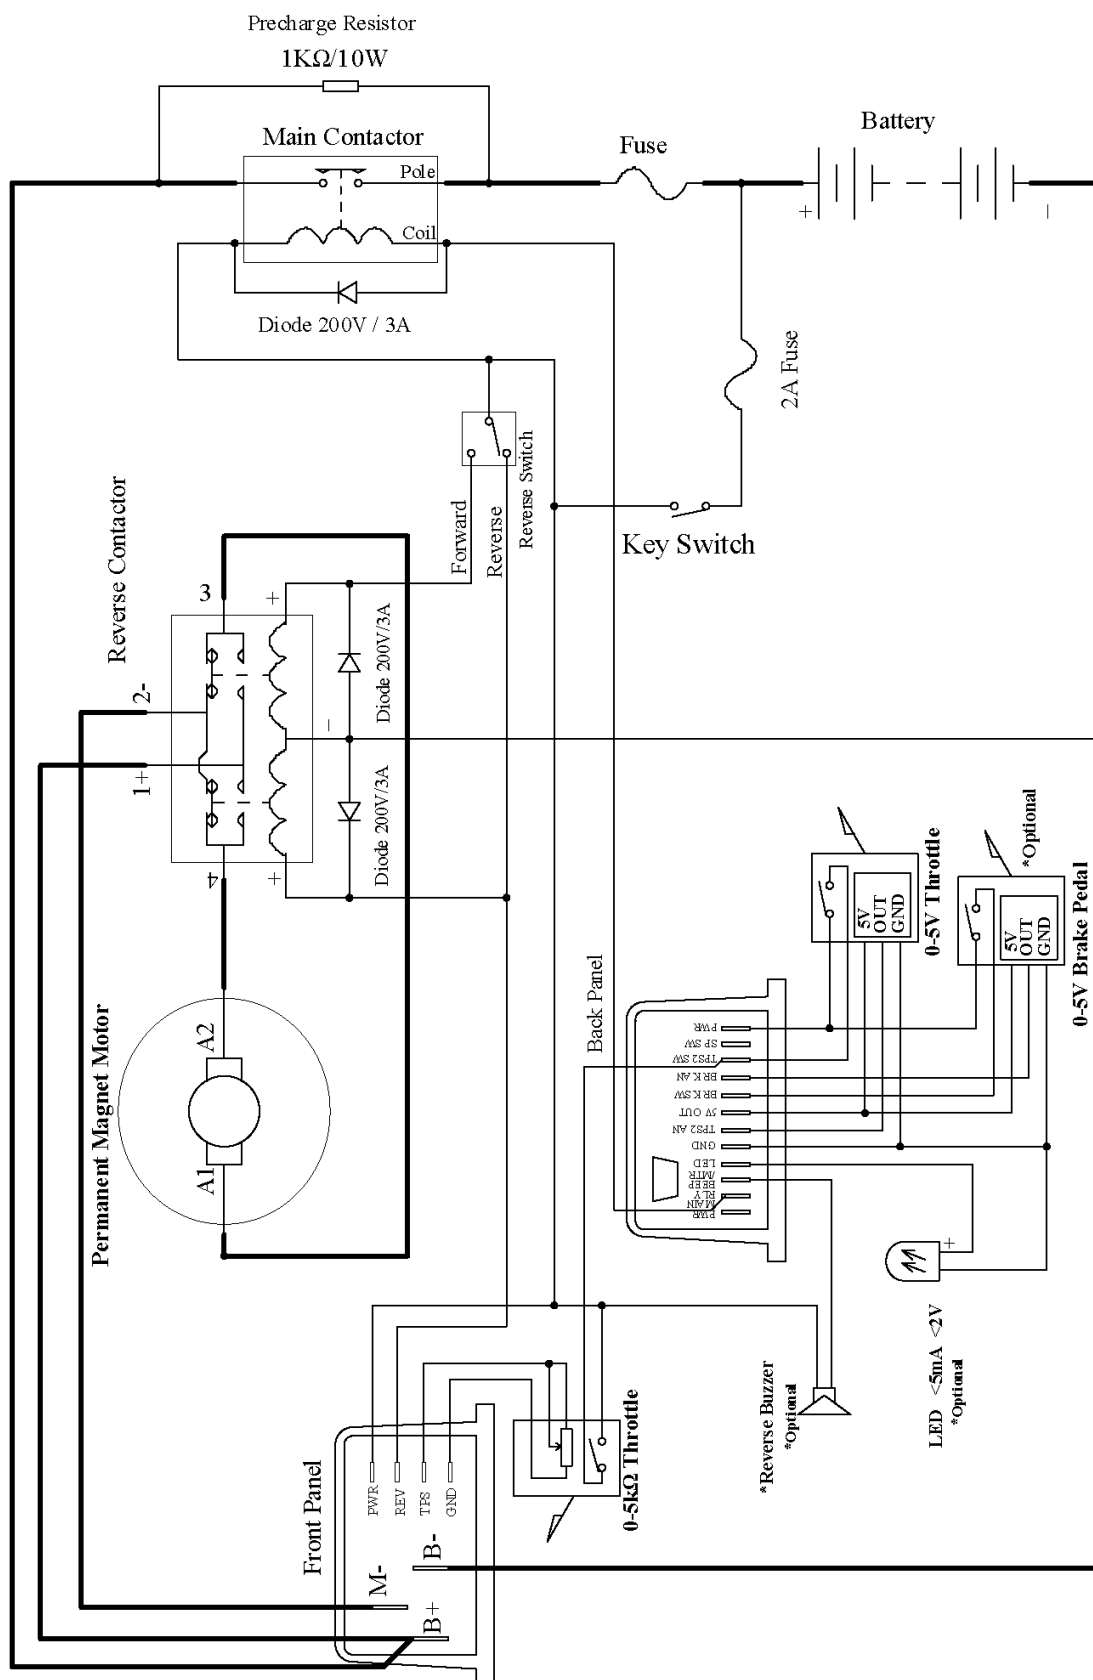 Precharge Resistor
1KΩ/10W
Main Contactor
Pole
Coil
Diode 200V / 3A
Fuse
Battery
+
−
2A Fuse
Key Switch
Reverse Switch
Forward
Reverse
Reverse Contactor
3
2-
1+
4
+
−
+
Diode 200V/3A
Diode 200V/3A
Permanent Magnet Motor
A2
A1
Back Panel
PWR
SP SW
TPS2 SW
BRK AN
BRK SW
5V OUT
TPS2 AN
GND
LED
/MTR
BEEP
RLY
MAIN
PWR
0-5V Throttle
5V
OUT
GND
*Optional
0-5V Brake Pedal
5V
OUT
GND
+
LED <5mA <2V
*Optional
*Reverse Buzzer
*Optional
0-5kΩ Throttle
Front Panel
PWR
REV
TPS
GND
M-
B-
B+